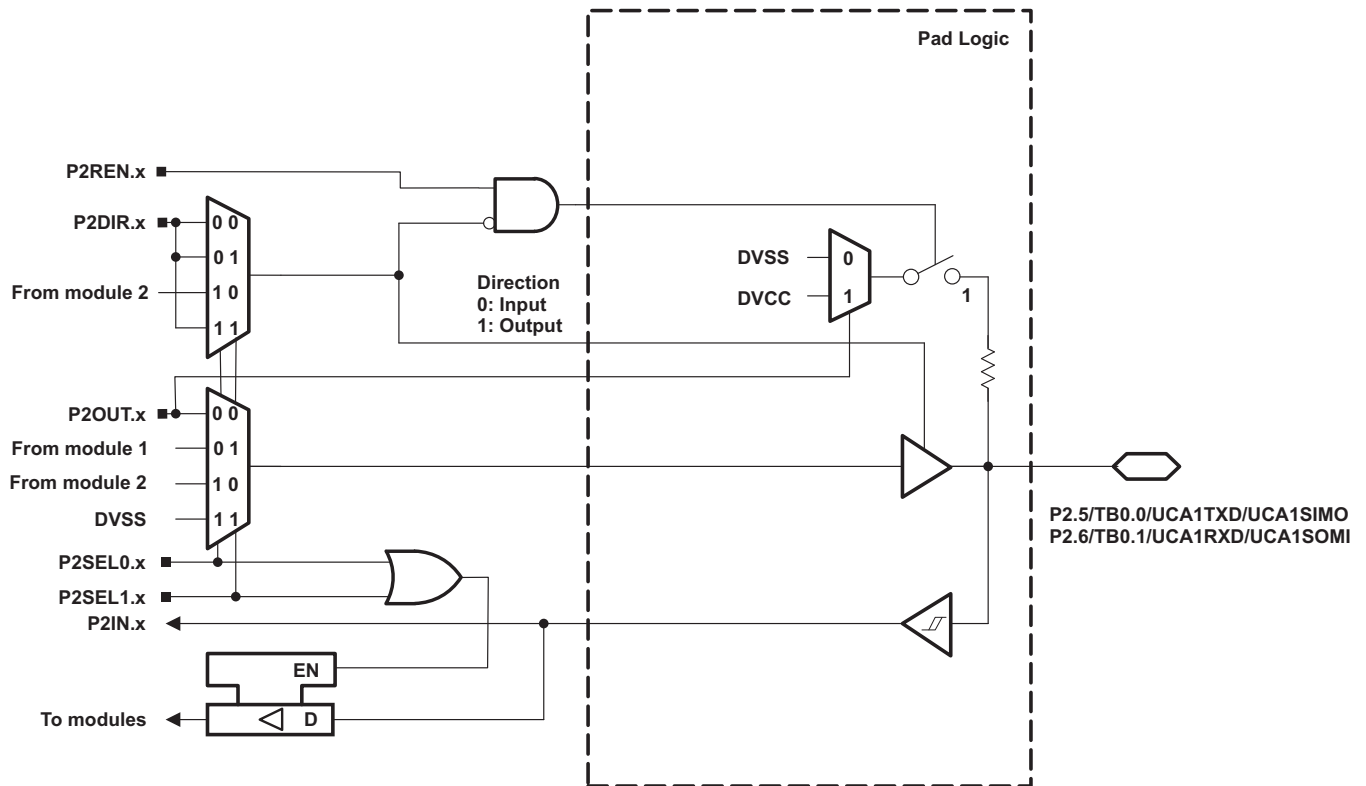 Pad Logic
P2REN.x
P2DIR.x
0 0
0 1
From module 2
1 0
1 1
Direction
0: Input
1: Output
DVSS
0
DVCC
1
1
P2OUT.x
0 0
From module 1
0 1
From module 2
1 0
DVSS
1 1
P2.5/TB0.0/UCA1TXD/UCA1SIMO
P2.6/TB0.1/UCA1RXD/UCA1SOMI
P2SEL0.x
P2SEL1.x
P2IN.x
EN
To modules
D